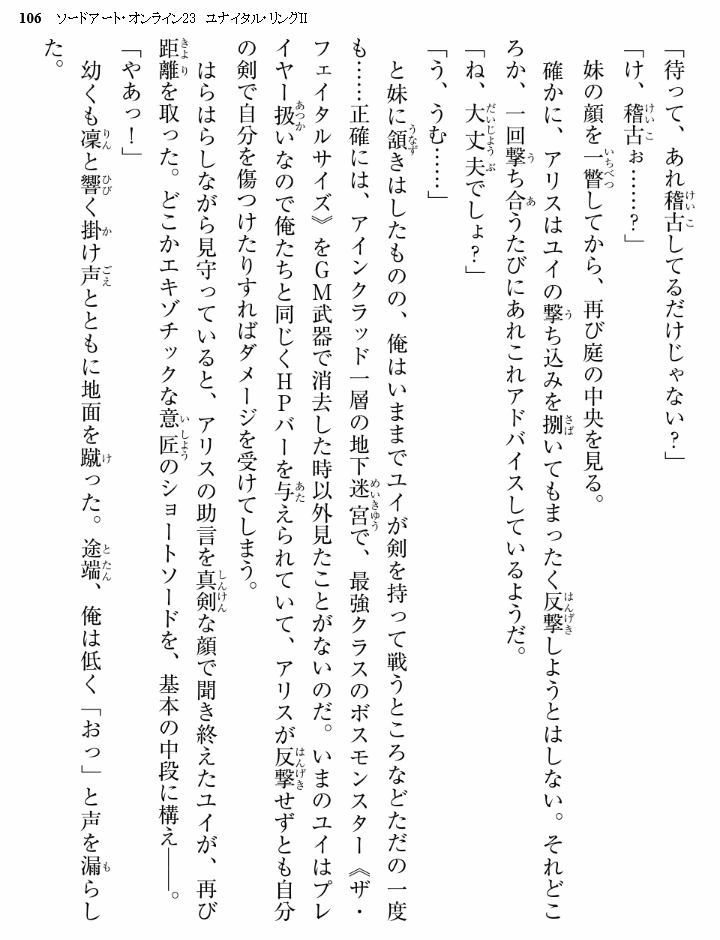 106 ソードアート・オンライン23 ユナイタル・リングII
「待って、あれ稽古してるだけじゃない？」
「け、稽古ぉ……？」
妹の顔を一瞥してから、再び庭の中央を見る。
確かに、アリスはユイの撃ち込みを捌いてもまったく反撃しようとはしない。それどこ
ろか、一回撃ち合うたびにあれこれアドバイスしているようだ。
「ね、大丈夫でしょ？」
「う、うむ……」
と妹に頷きはしたものの、俺はいままでユイが剣を持って戦うところなどただの一度
も……正確には、アインクラッド一層の地下迷宮で、最強クラスのボスモンスター《ザ・
フェイタルサイズ》をＧＭ武器で消去した時以外見たことがないのだ。いまのユイはプレ
イヤー扱いなので俺たちと同じくＨＰバーを与えられていて、アリスが反撃せずとも自分
の剣で自分を傷つけたりすればダメージを受けてしまう。
はらはらしながら見守っていると、アリスの助言を真剣な顔で聞き終えたユイが、再び
距離を取った。どこかエキゾチックな意匠のショートソードを、基本の中段に構え――。
「やあっ！」
幼くも凜と響く掛け声とともに地面を蹴った。途端、俺は低く「おっ」と声を漏らし
た。